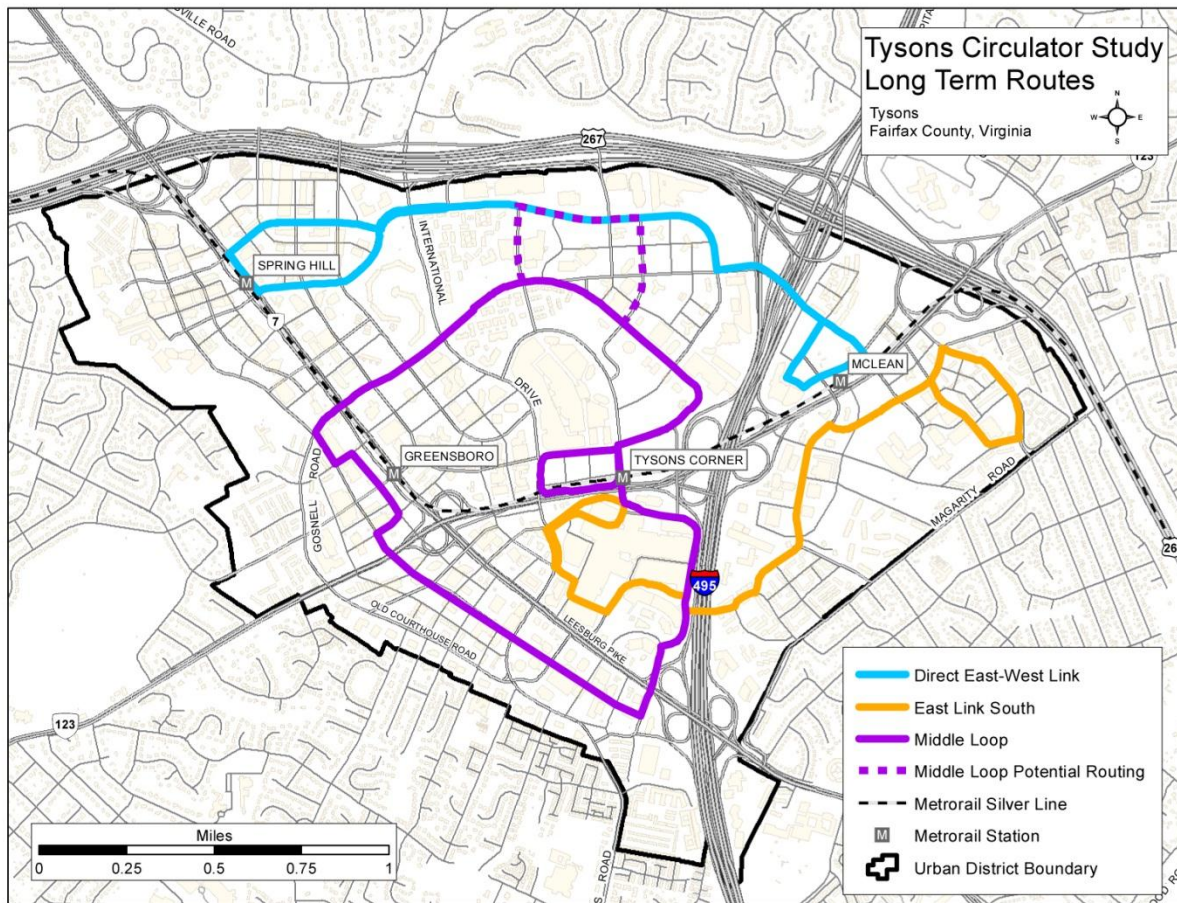 Tysons Circulator Study
Long Term Routes
Tysons
Fairfax County, Virginia
N
W E
S
ROAD
267
123
INTERNATIONAL
SPRING HILL
M
7
MCLEAN
M
DRIVE
GREENSBORO
M
TYSONS CORNER
M
GOSNELL ROAD
MAGARITY ROAD
495
OLD COURTHOUSE ROAD
LEESBURG PIKE
123
ROAD
Direct East-West Link
East Link South
Middle Loop
Middle Loop Potential Routing
Metrorail Silver Line
M Metrorail Station
Urban District Boundary
Miles
0 0.25 0.5 0.75 1